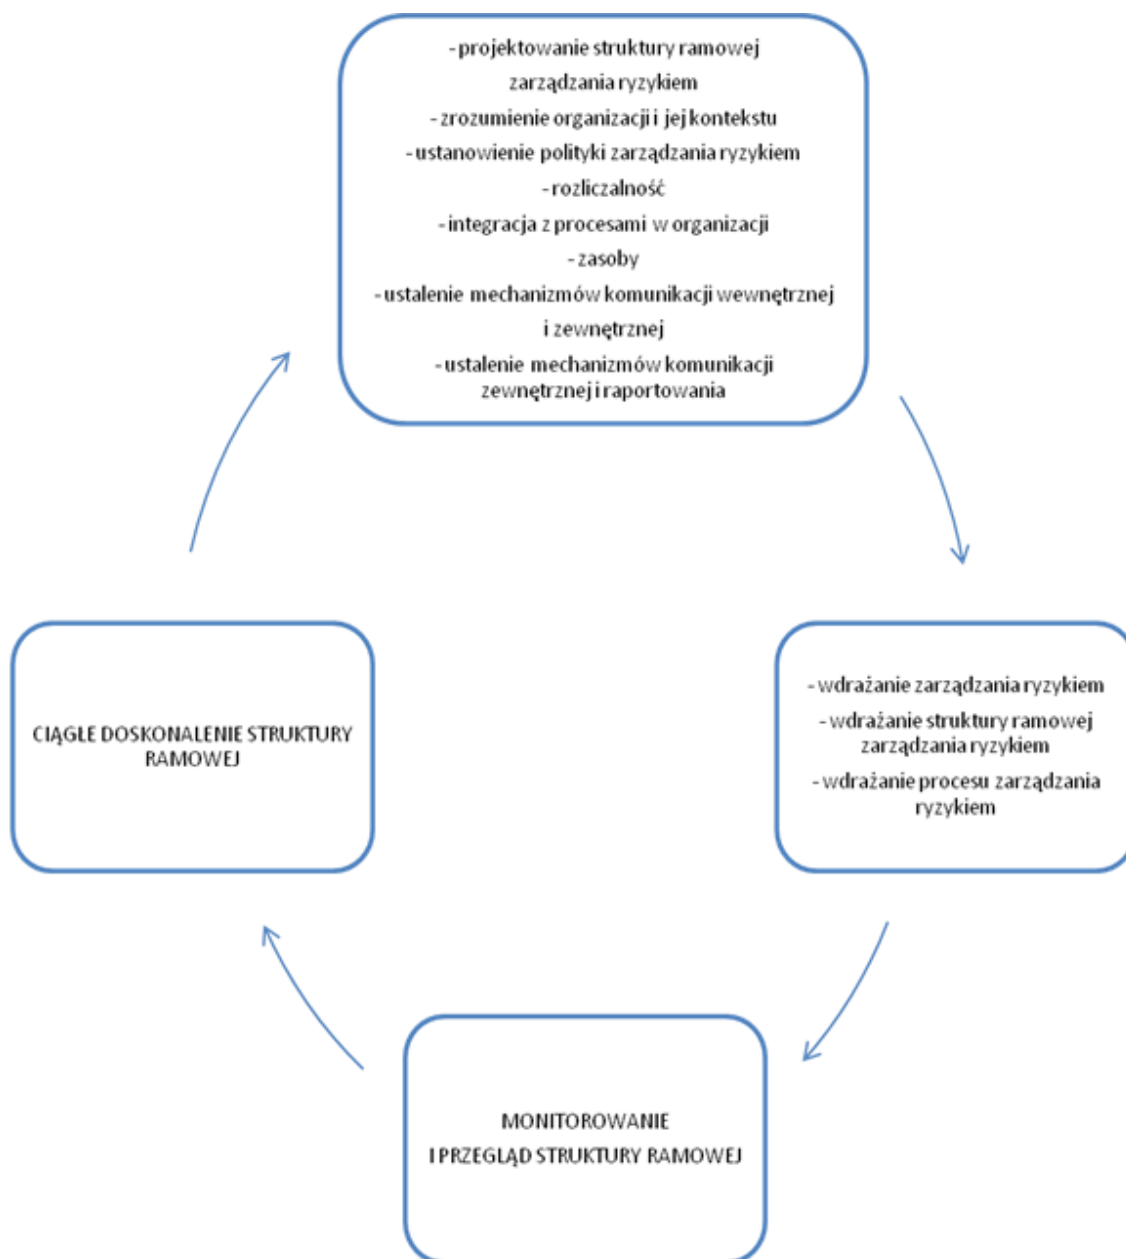 - projektowanie struktury ramowej
zarządzania ryzykiem
- zrozumienie organizacji i jej kontekstu
- ustanowienie polityki zarządzania ryzykiem
- rozliczalność
- integracja z procesami w organizacji
- zasoby
- ustalenie mechanizmów komunikacji wewnętrznej
i zewnętrznej
- ustalenie mechanizmów komunikacji
zewnętrznej i raportowania
- wdrażanie zarządzania ryzykiem
- wdrażanie struktury ramowej
zarządzania ryzykiem
- wdrażanie procesu zarządzania
ryzykiem
MONITOROWANIE
I PRZEGLĄD STRUKTURY RAMOWEJ
CIĄGŁE DOSKONALENIE STRUKTURY
RAMOWEJ